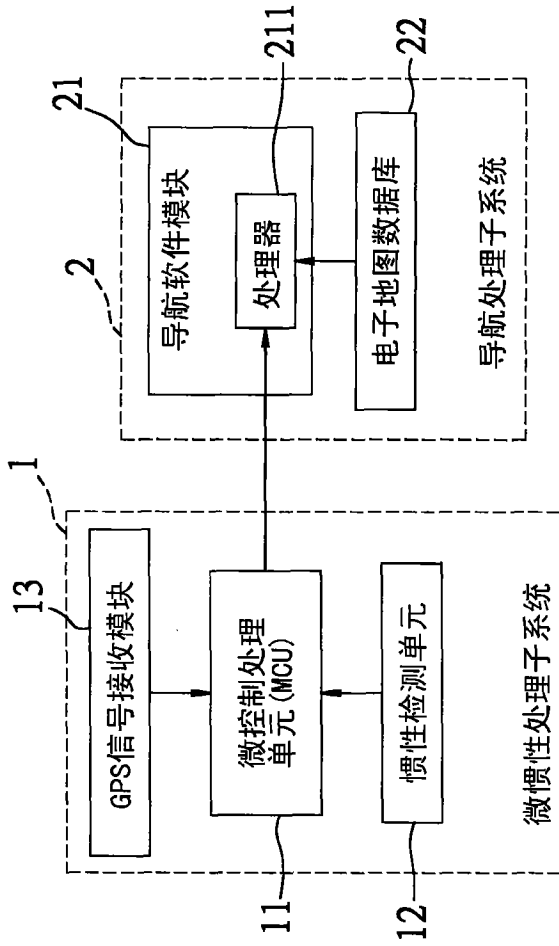 1
13
GPS信号接收模块
微控制处理
单元(MCU)
11
惯性检测单元
12
微惯性处理子系统
2
21
导航软件模块
处理器
211
电子地图数据库
22
导航处理子系统